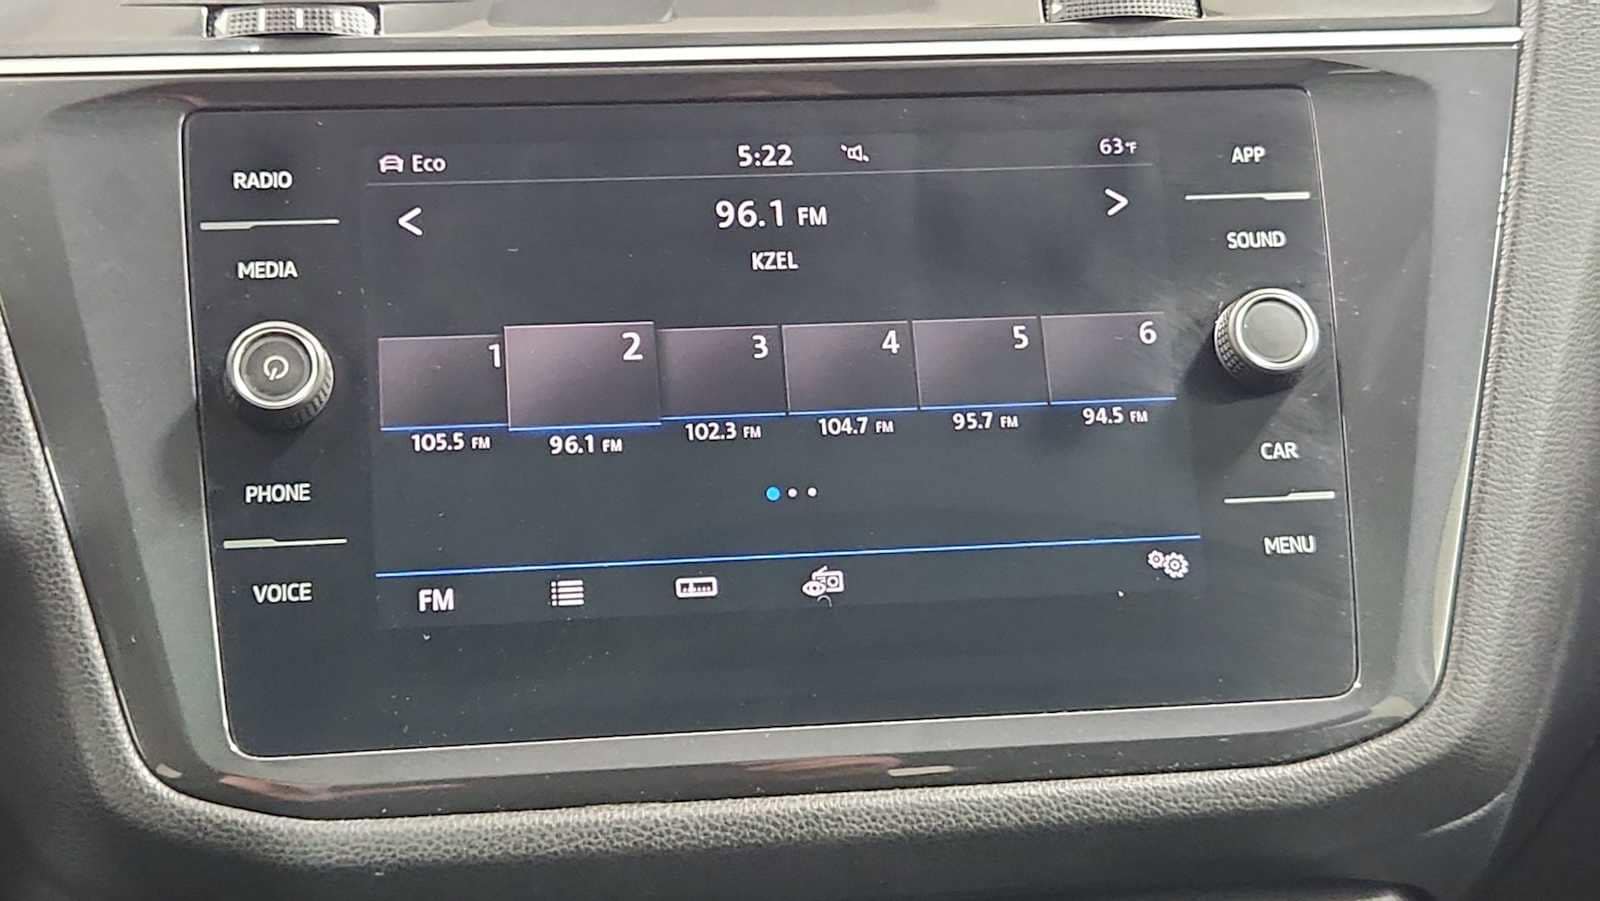 Eco 5:22 63°F
96.1 FM
KZEL
RADIO
MEDIA
PHONE
VOICE
1 2 3 4 5 6
105.5 FM 96.1 FM 102.3 FM 104.7 FM 95.7 FM 94.5 FM
FM
APP
SOUND
CAR
MENU